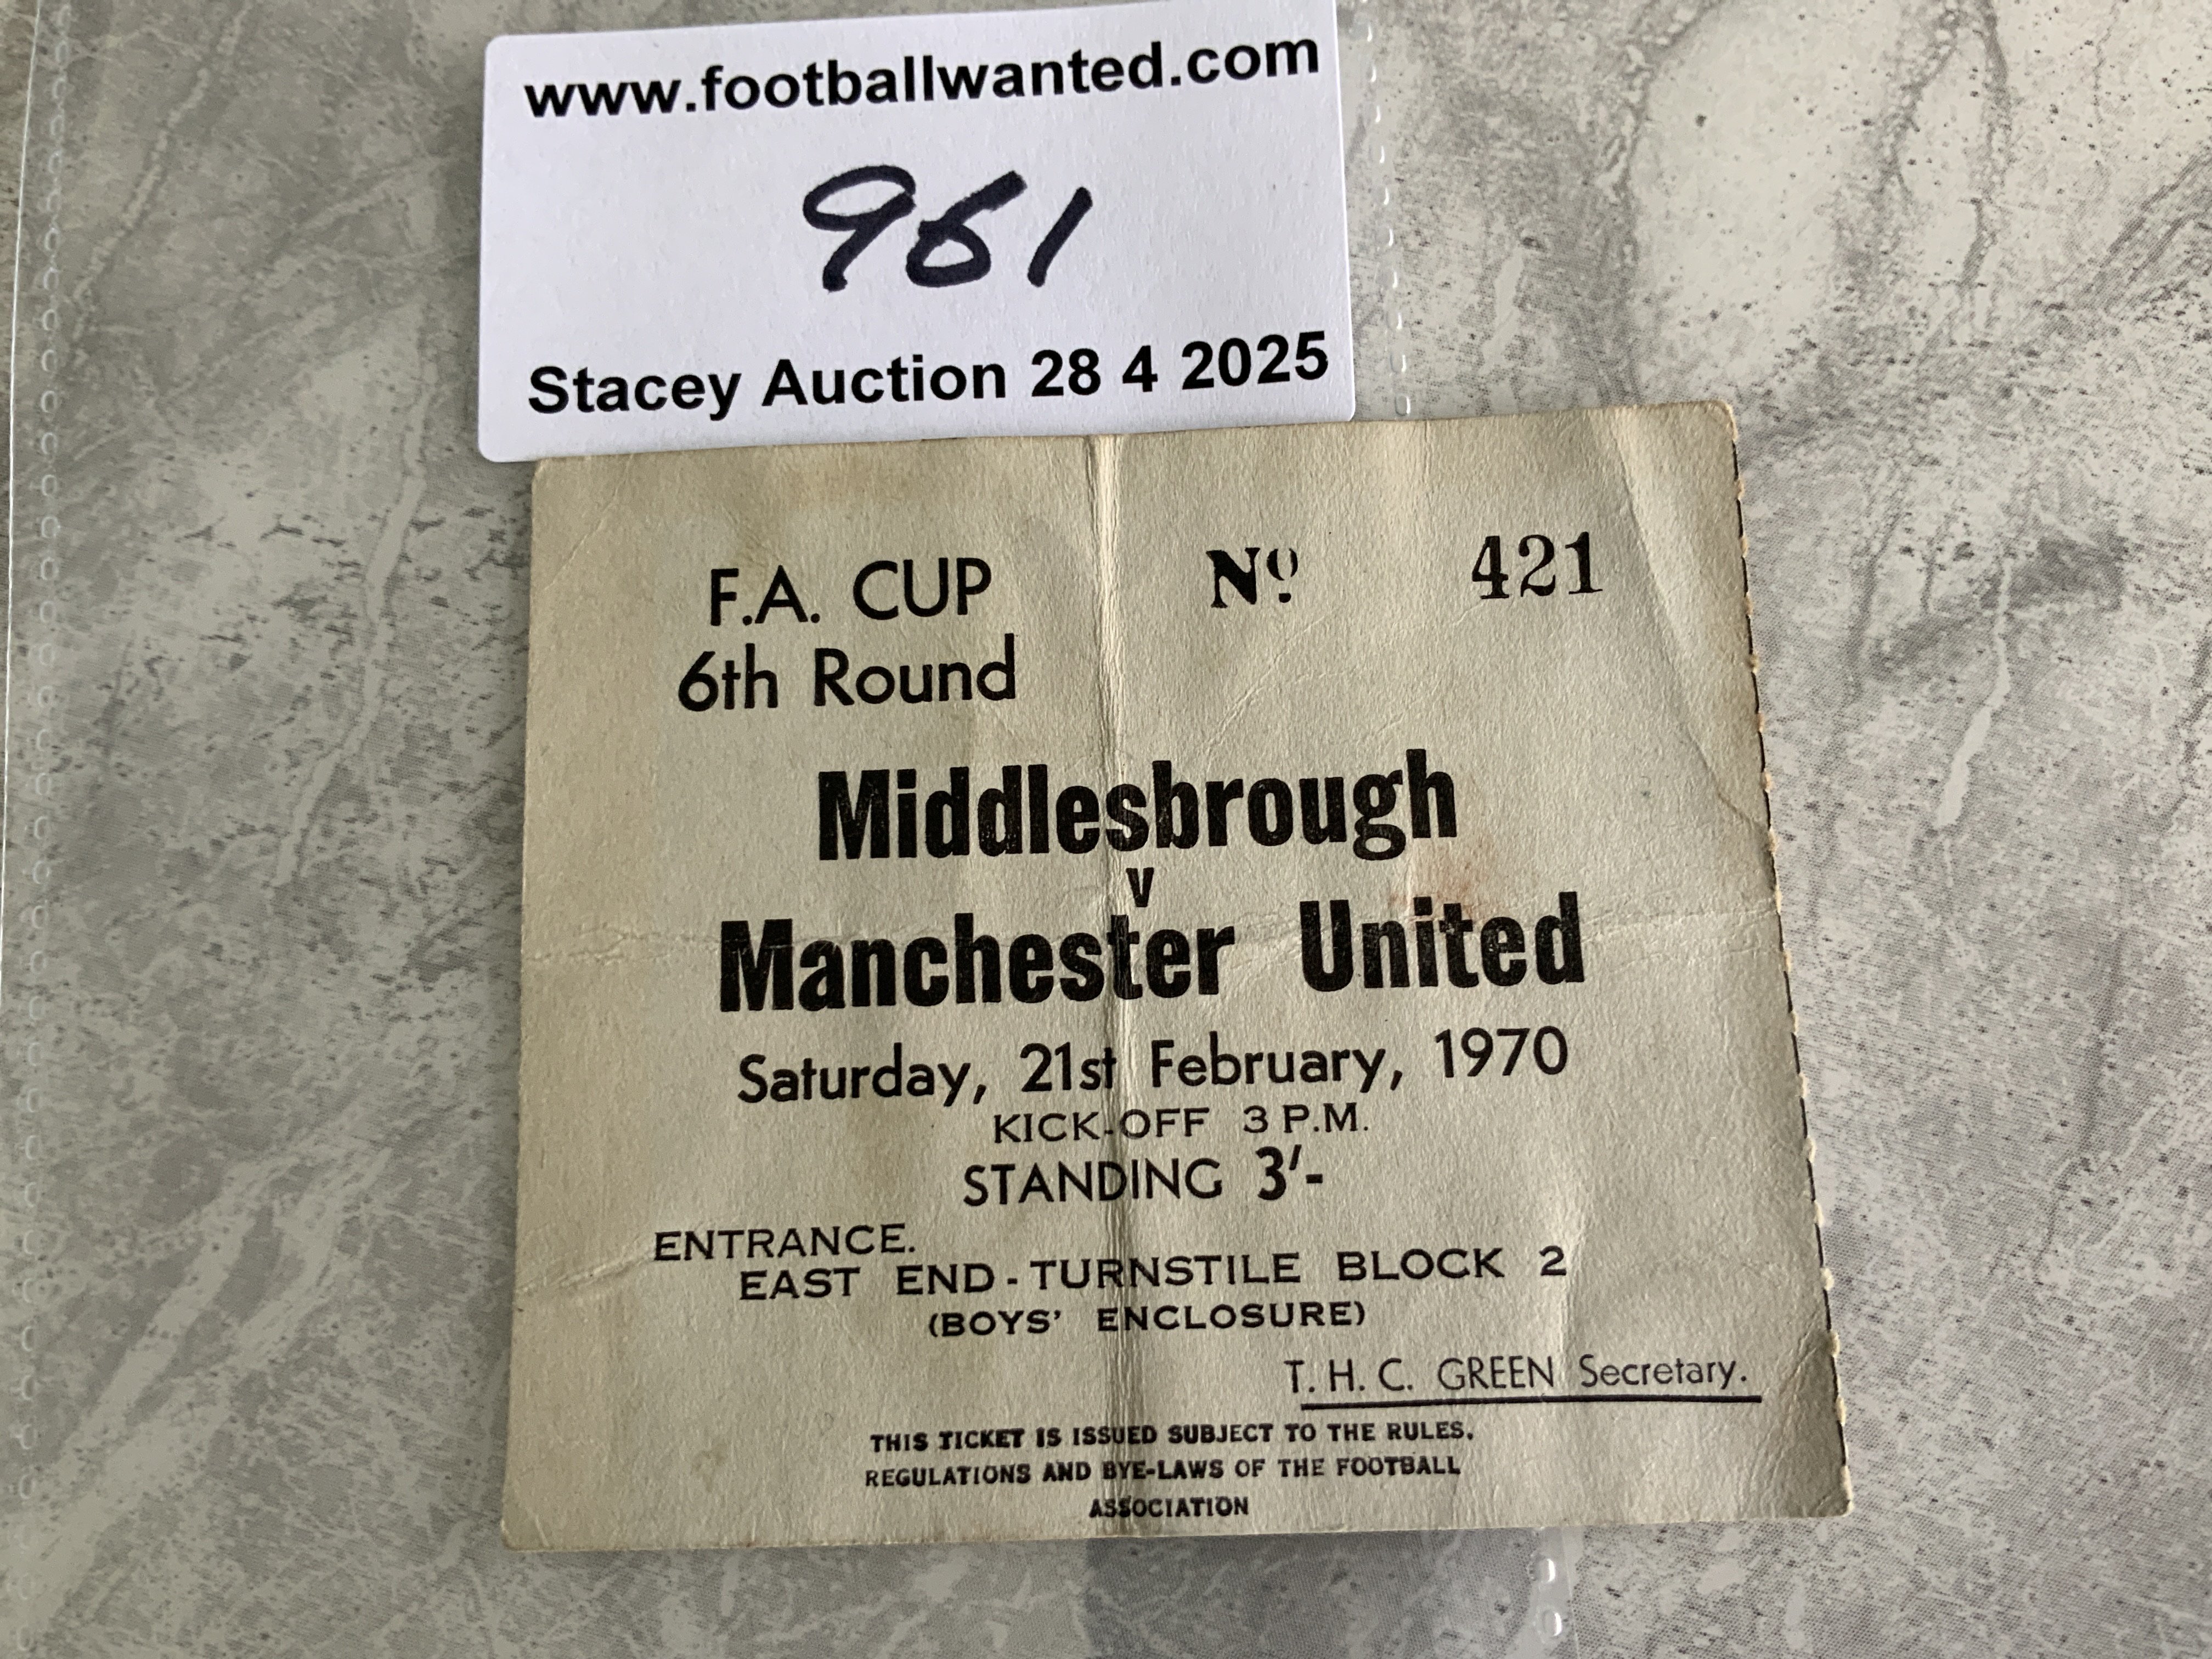 www.footballwanted.com
961
Stacey Auction 28 4 2025
F.A. CUP Nº 421
6th Round
Middlesbrough
v
Manchester United
Saturday, 21st February, 1970
KICK-OFF 3 P.M.
STANDING 3'-
ENTRANCE.
EAST END - TURNSTILE BLOCK 2
(BOYS' ENCLOSURE)
T. H. C. GREEN Secretary.
THIS TICKET IS ISSUED SUBJECT TO THE RULES,
REGULATIONS AND BYE-LAWS OF THE FOOTBALL
ASSOCIATION